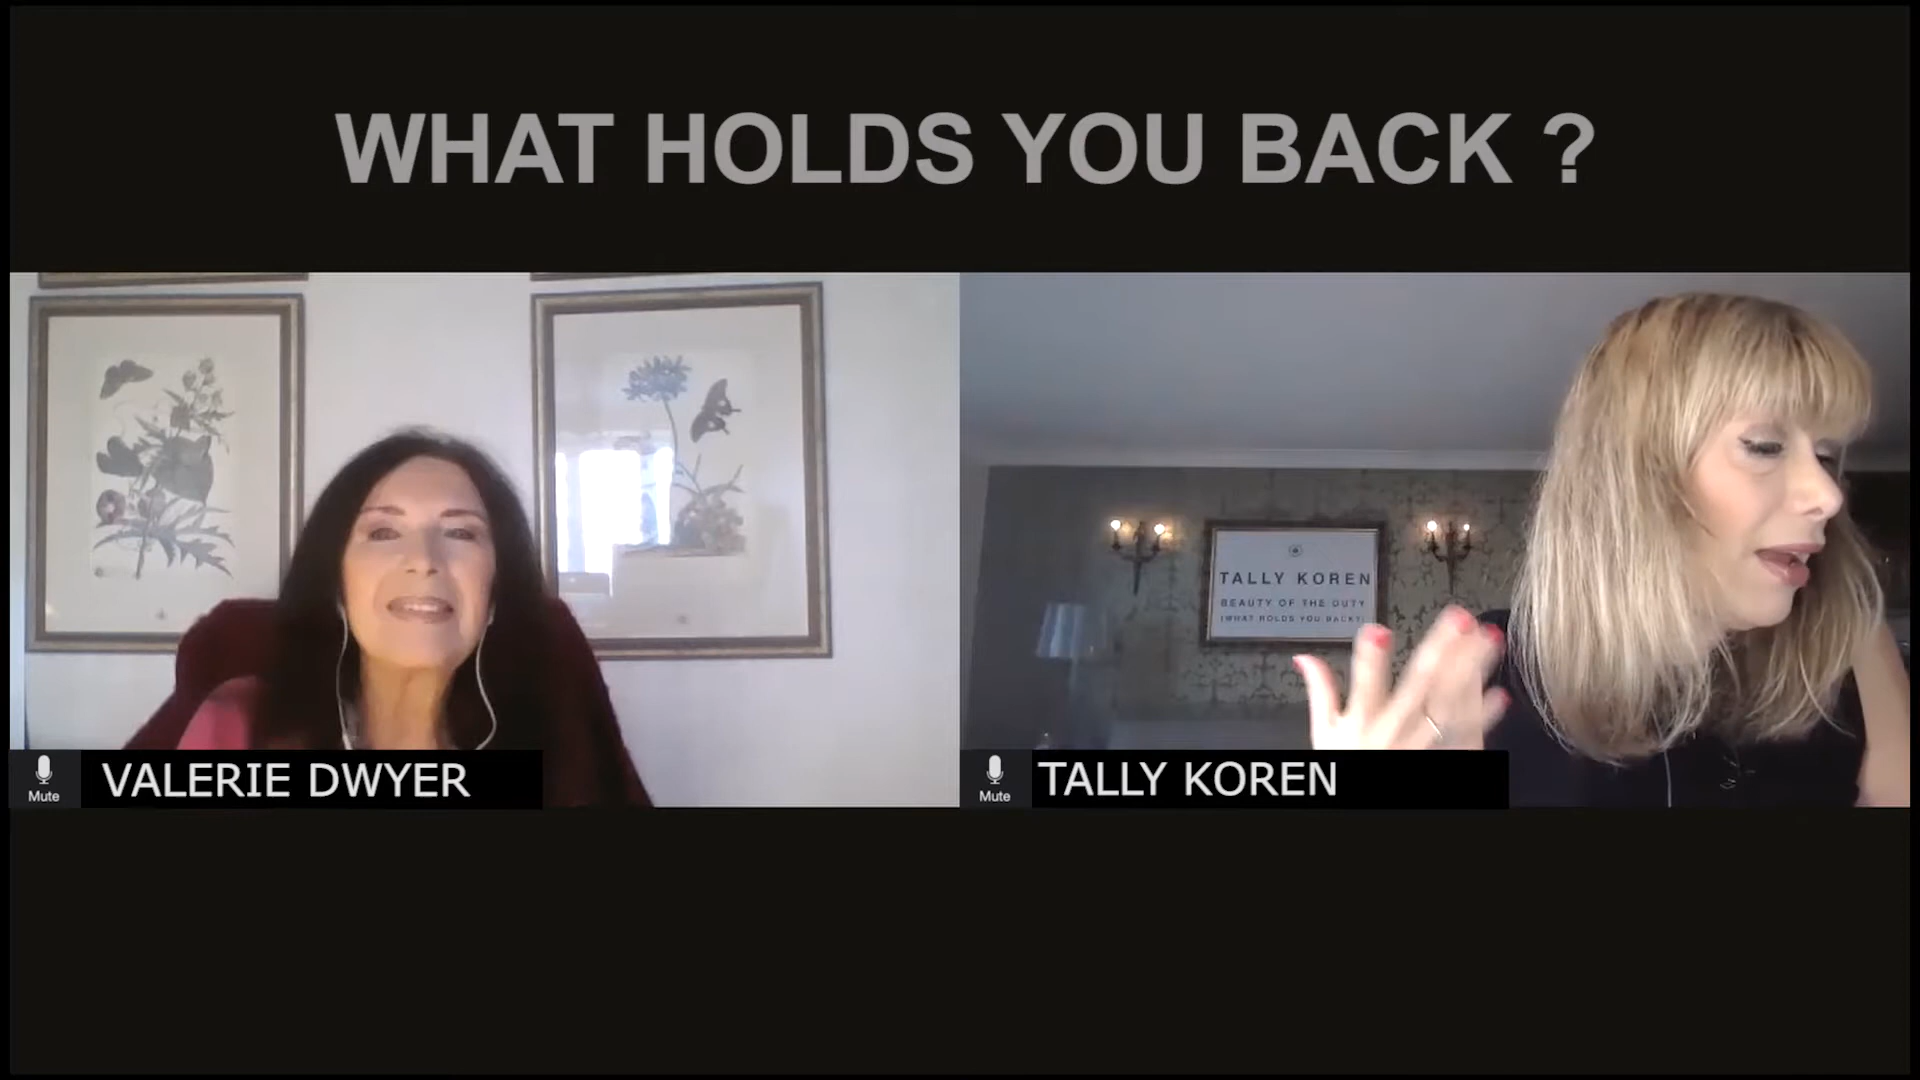 WHAT HOLDS YOU BACK ?
TALLY KOREN
BEAUTY OF THE DUTY
(WHAT HOLDS YOU BACK?)
Mute
VALERIE DWYER
Mute
TALLY KOREN